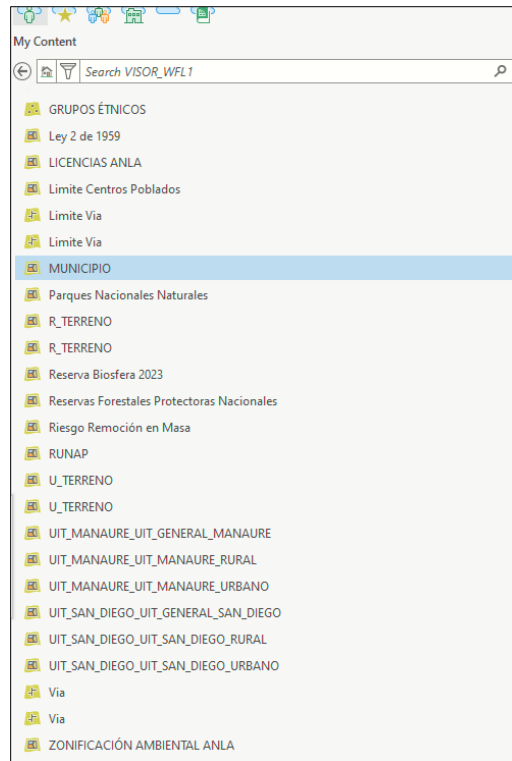 My Content
Search VISOR_WFL1
GRUPOS ÉTNICOS
Ley 2 de 1959
LICENCIAS ANLA
Limite Centros Poblados
Limite Via
Limite Via
MUNICIPIO
Parques Nacionales Naturales
R_TERRENO
R_TERRENO
Reserva Biosfera 2023
Reservas Forestales Protectoras Nacionales
Riesgo Remoción en Masa
RUNAP
U_TERRENO
U_TERRENO
UIT_MANAURE_UIT_GENERAL_MANAURE
UIT_MANAURE_UIT_MANAURE_RURAL
UIT_MANAURE_UIT_MANAURE_URBANO
UIT_SAN_DIEGO_UIT_GENERAL_SAN_DIEGO
UIT_SAN_DIEGO_UIT_SAN_DIEGO_RURAL
UIT_SAN_DIEGO_UIT_SAN_DIEGO_URBANO
Via
Via
ZONIFICACIÓN AMBIENTAL ANLA